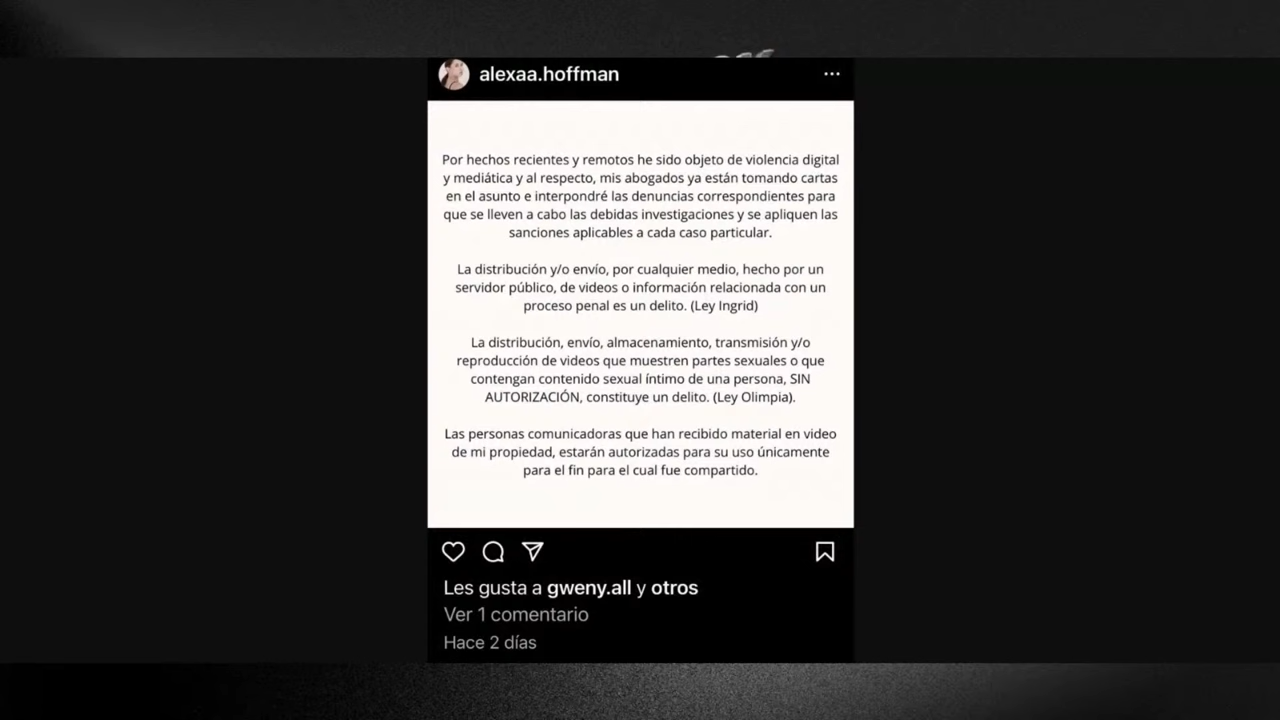 alexaa.hoffman
Por hechos recientes y remotos he sido objeto de violencia digital
y mediática y al respecto, mis abogados ya están tomando cartas
en el asunto e interpondré las denuncias correspondientes para
que se lleven a cabo las debidas investigaciones y se apliquen las
sanciones aplicables a cada caso particular.
La distribución y/o envío, por cualquier medio, hecho por un
servidor público, de videos o información relacionada con un
proceso penal es un delito. (Ley Ingrid)
La distribución, envío, almacenamiento, transmisión y/o
reproducción de videos que muestren partes sexuales o que
contengan contenido sexual íntimo de una persona, SIN
AUTORIZACIÓN, constituye un delito. (Ley Olimpia).
Las personas comunicadoras que han recibido material en video
de mi propiedad, estarán autorizadas para su uso únicamente
para el fin para el cual fue compartido.
Les gusta a gweny.all y otros
Ver 1 comentario
Hace 2 días